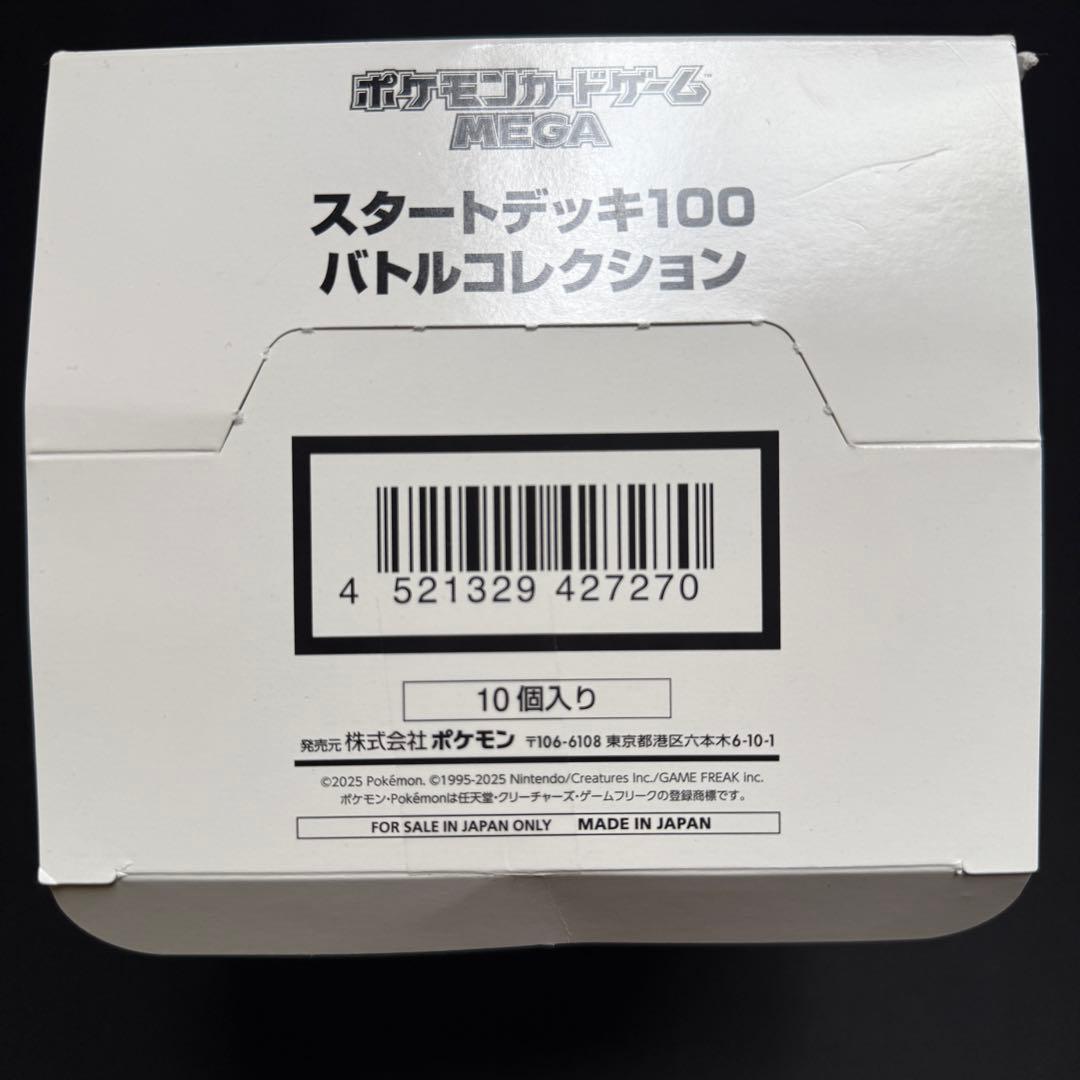 ポケモンカードゲーム™
MEGA
スタートデッキ100
バトルコレクション
4 521329 427270
10個入り
発売元 株式会社 ポケモン 〒106-6108 東京都港区六本木6-10-1
©2025 Pokémon. ©1995-2025 Nintendo/Creatures Inc./GAME FREAK inc.
ポケモン・Pokémonは任天堂・クリーチャーズ・ゲームフリークの登録商標です。
FOR SALE IN JAPAN ONLY MADE IN JAPAN